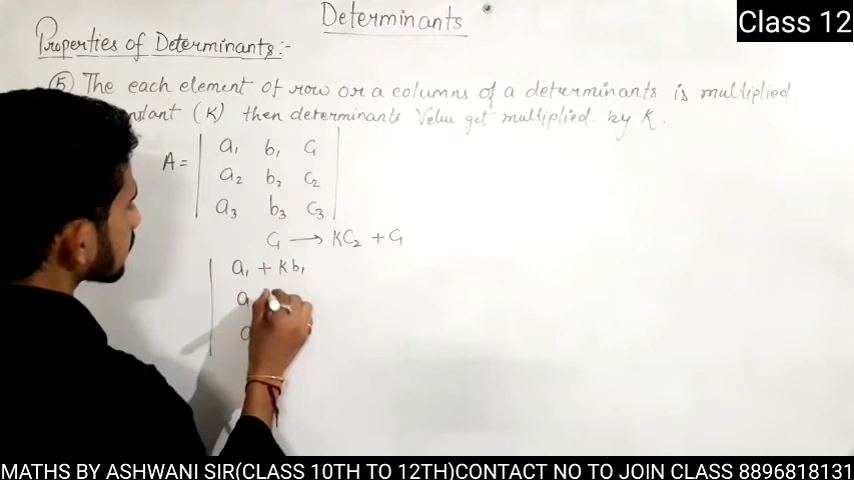 Determinants
Class 12
Properties of Determinants:-
5 The each element of row or a columns of a determinants is multiplied
(K) then determinants Value get multiplied. by K.
A = | a₁ b₁ c₁ |
| a₂ b₂ c₂ |
| a₃ b₃ c₃ |
C₁ → KC₂ + C₁
| a₁ + Kb₁
a
a
MATHS BY ASHWANI SIR(CLASS 10TH TO 12TH)CONTACT NO TO JOIN CLASS 8896818131